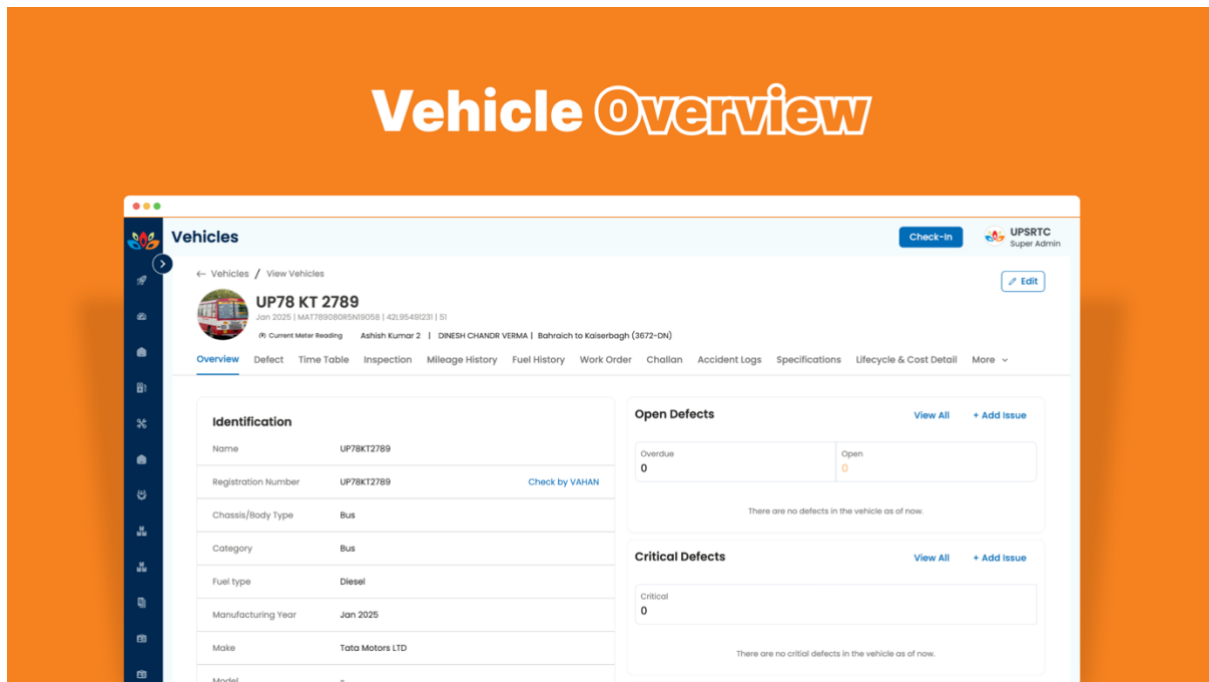 Vehicle Overview
Vehicles
Check-In
UPSRTC
Super Admin
← Vehicles / View Vehicles
Edit
UP78 KT 2789
Jan 2025 | MAT789080R5N19058 | 42L95491231 | 51
Current Meter Reading Ashish Kumar 2 | DINESH CHANDR VERMA | Bahraich to Kaiserbagh (3672-DN)
Overview Defect Time Table Inspection Mileage History Fuel History Work Order Challan Accident Logs Specifications Lifecycle & Cost Detail More
Identification
Name UP78KT2789
Registration Number UP78KT2789 Check by VAHAN
Chassis/Body Type Bus
Category Bus
Fuel type Diesel
Manufacturing Year Jan 2025
Make Tata Motors LTD
Model -
Open Defects View All + Add Issue
Overdue Open
0 0
There are no defects in the vehicle as of now.
Critical Defects View All + Add Issue
Critical
0
There are no critial defects in the vehicle as of now.